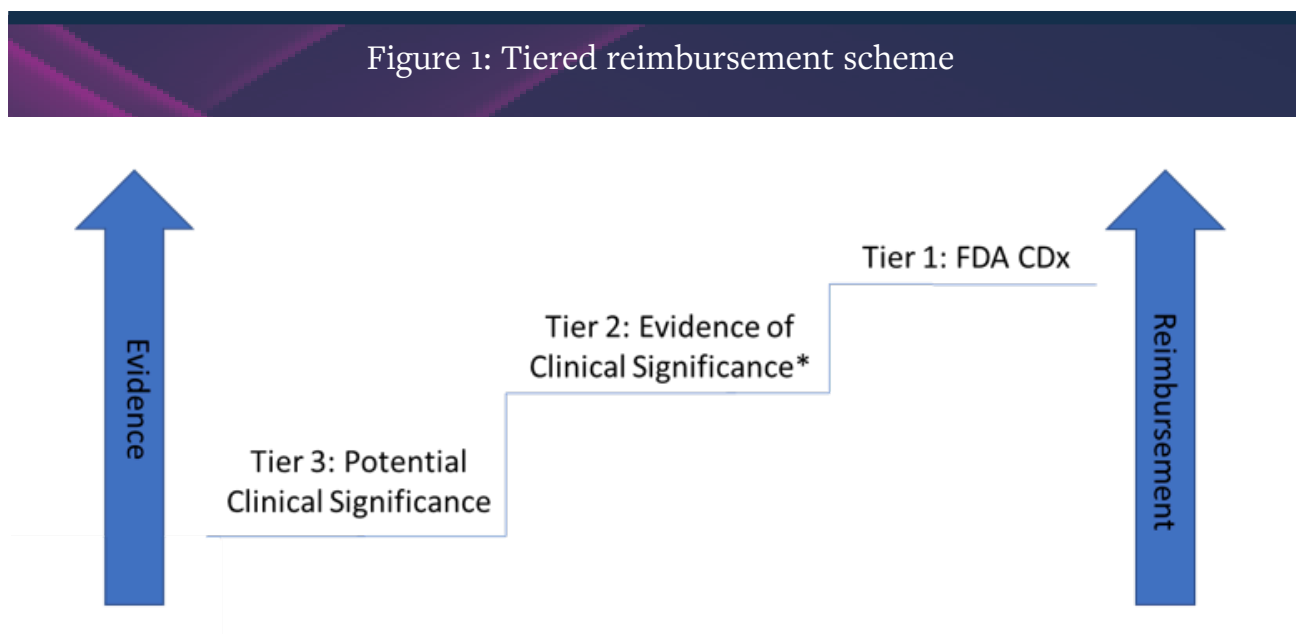 Figure 1: Tiered reimbursement scheme
Tier 1: FDA CDx
Tier 2: Evidence of
Clinical Significance*
Tier 3: Potential
Clinical Significance
Evidence
Reimbursement